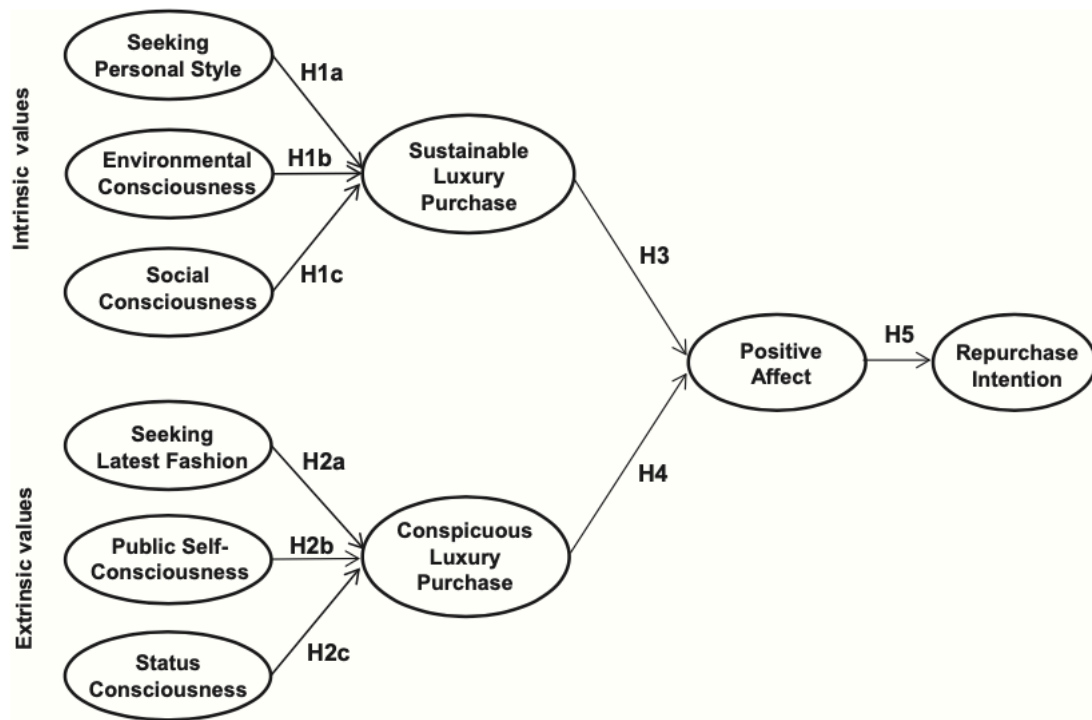 Intrinsic values
Seeking
Personal Style
H1a
Environmental
Consciousness
H1b
Social
Consciousness
H1c
Sustainable
Luxury
Purchase
H3
Extrinsic values
Seeking
Latest Fashion
H2a
Public Self-
Consciousness
H2b
Status
Consciousness
H2c
Conspicuous
Luxury
Purchase
H4
Positive
Affect
H5
Repurchase
Intention